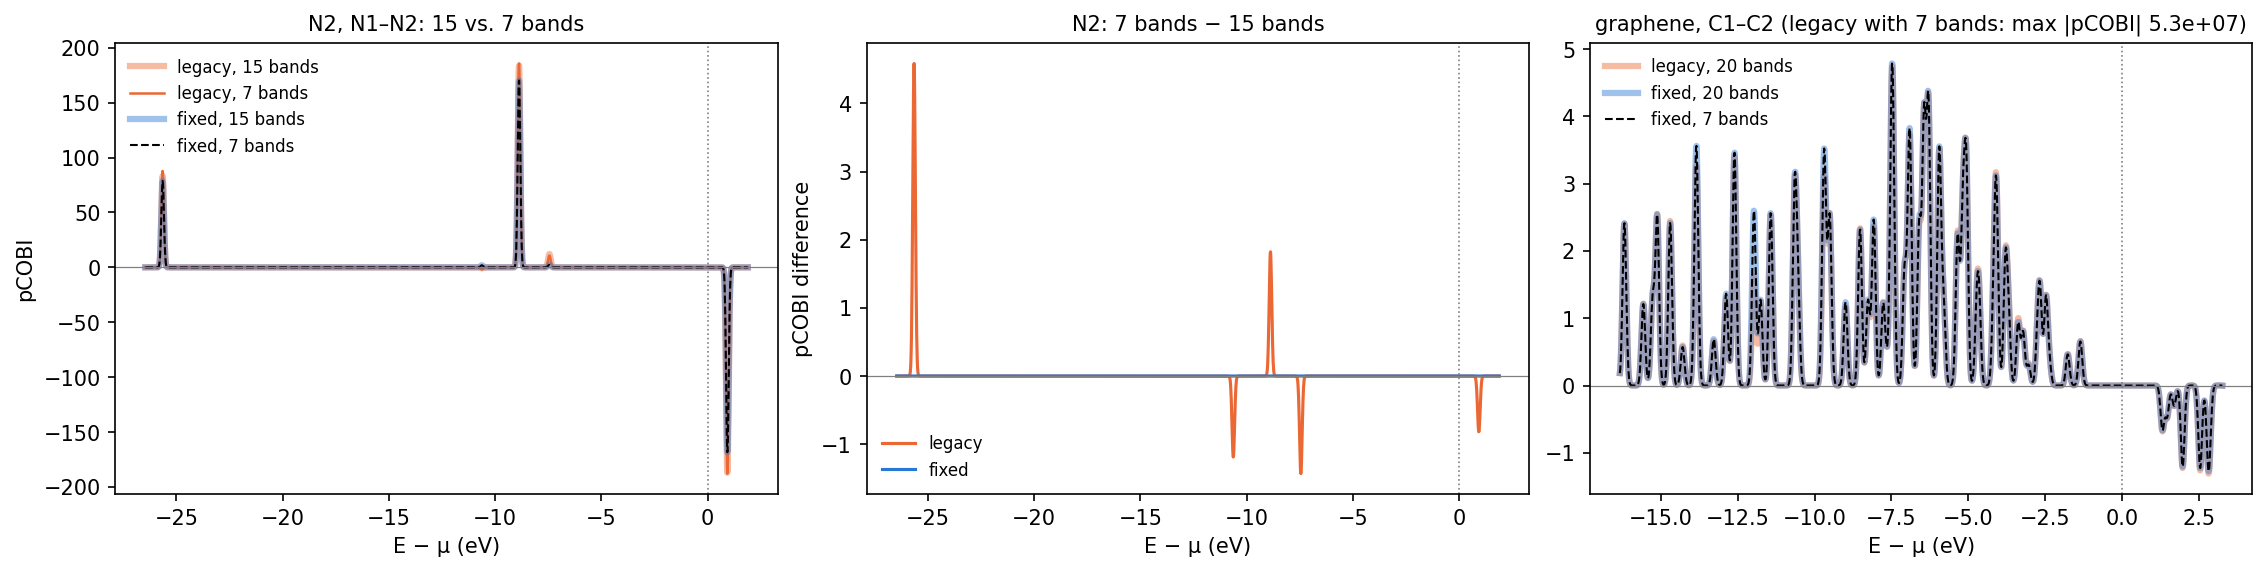 N2, N1–N2: 15 vs. 7 bands
200
150
100
50
0
−50
−100
−150
−200
pCOBI
legacy, 15 bands
legacy, 7 bands
fixed, 15 bands
fixed, 7 bands
−25
−20
−15
−10
−5
0
E − μ (eV)
N2: 7 bands − 15 bands
4
3
2
1
0
−1
pCOBI difference
legacy
fixed
−25
−20
−15
−10
−5
0
E − μ (eV)
graphene, C1–C2 (legacy with 7 bands: max |pCOBI| 5.3e+07)
5
4
3
2
1
0
−1
legacy, 20 bands
fixed, 20 bands
fixed, 7 bands
−15.0
−12.5
−10.0
−7.5
−5.0
−2.5
0.0
2.5
E − μ (eV)